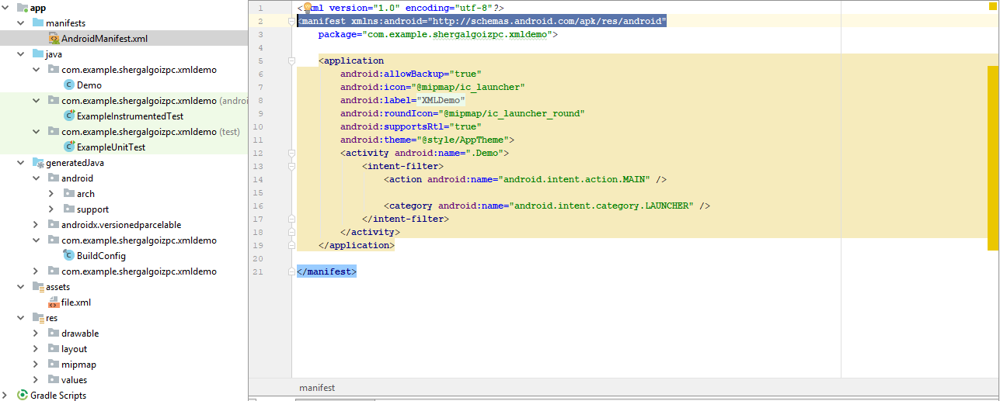 app
manifests
AndroidManifest.xml
java
com.example.shergalgoizpc.xmldemo
Demo
com.example.shergalgoizpc.xmldemo (androi
ExampleInstrumentedTest
com.example.shergalgoizpc.xmldemo (test)
ExampleUnitTest
generatedJava
android
arch
support
androidx.versionedparcelable
com.example.shergalgoizpc.xmldemo
BuildConfig
com.example.shergalgoizpc.xmldemo
assets
file.xml
res
drawable
layout
mipmap
values
Gradle Scripts
1 <?xml version="1.0" encoding="utf-8"?>
2 <manifest xmlns:android="http://schemas.android.com/apk/res/android"
3 package="com.example.shergalgoizpc.xmldemo">
4
5 <application
6 android:allowBackup="true"
7 android:icon="@mipmap/ic_launcher"
8 android:label="XMLDemo"
9 android:roundIcon="@mipmap/ic_launcher_round"
10 android:supportsRtl="true"
11 android:theme="@style/AppTheme">
12 <activity android:name=".Demo">
13 <intent-filter>
14 <action android:name="android.intent.action.MAIN" />
15
16 <category android:name="android.intent.category.LAUNCHER" />
17 </intent-filter>
18 </activity>
19 </application>
20
21 </manifest>
manifest